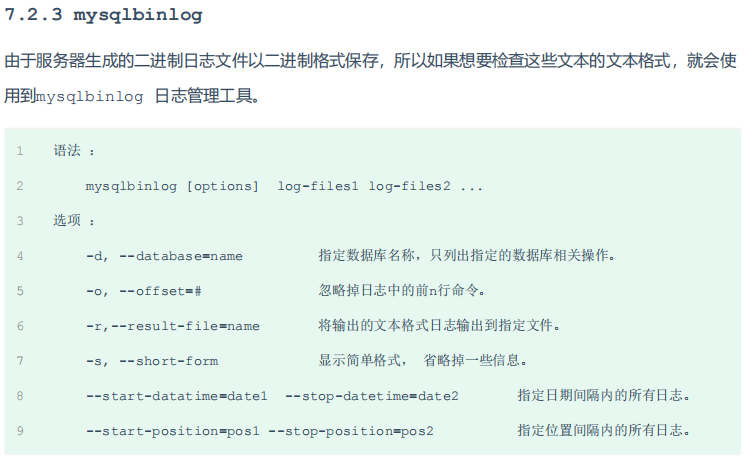 7.2.3 mysqlbinlog
由于服务器生成的二进制日志文件以二进制格式保存，所以如果想要检查这些文本的文本格式，就会使
用到mysqlbinlog 日志管理工具。
1 语法 ：
2 mysqlbinlog [options]  log-files1 log-files2 ...
3 选项 ：
4 -d, --database=name 指定数据库名称，只列出指定的数据库相关操作。
5 -o, --offset=# 忽略掉日志中的前n行命令。
6 -r,--result-file=name 将输出的文本格式日志输出到指定文件。
7 -s, --short-form 显示简单格式， 省略掉一些信息。
8 --start-datatime=date1  --stop-datetime=date2 指定日期间隔内的所有日志。
9 --start-position=pos1 --stop-position=pos2 指定位置间隔内的所有日志。